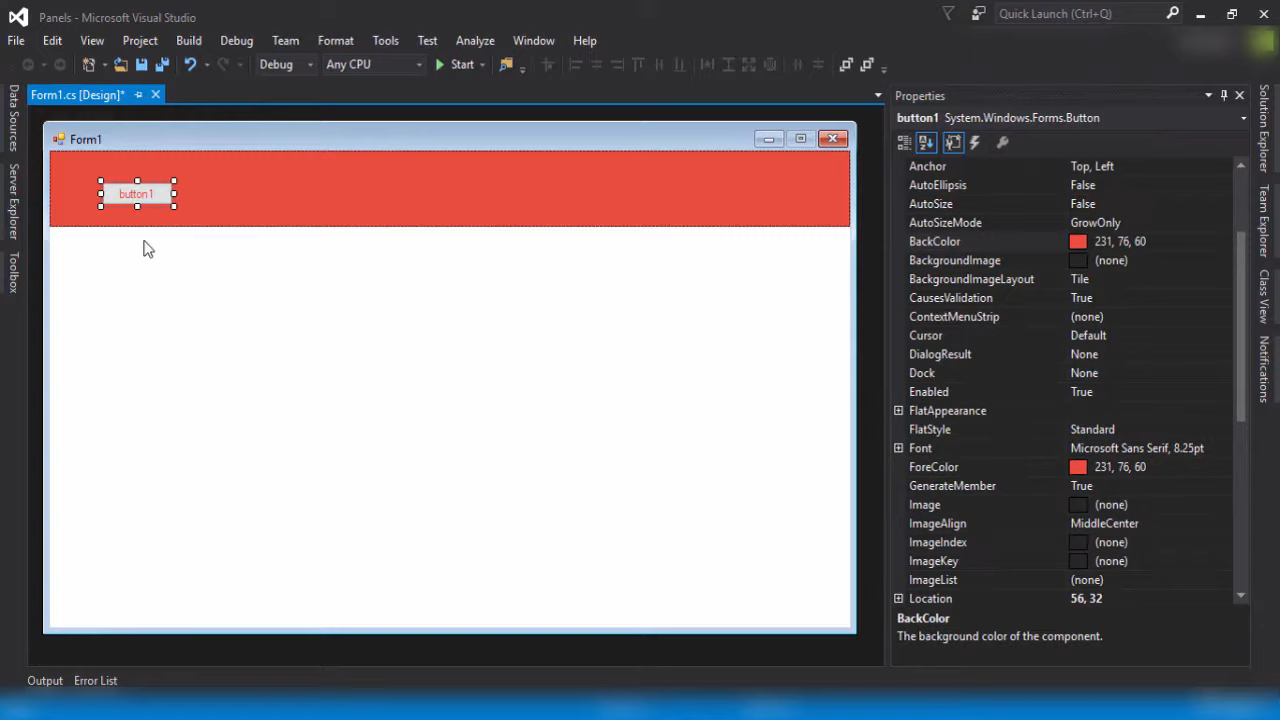 Panels - Microsoft Visual Studio
Quick Launch (Ctrl+Q)
File Edit View Project Build Debug Team Format Tools Test Analyze Window Help
Debug Any CPU Start
Form1.cs [Design]*
Data Sources
Server Explorer
Toolbox
Form1
button1
Properties
button1 System.Windows.Forms.Button
Anchor Top, Left
AutoEllipsis False
AutoSize False
AutoSizeMode GrowOnly
BackColor 231, 76, 60
BackgroundImage (none)
BackgroundImageLayout Tile
CausesValidation True
ContextMenuStrip (none)
Cursor Default
DialogResult None
Dock None
Enabled True
FlatAppearance
FlatStyle Standard
Font Microsoft Sans Serif, 8.25pt
ForeColor 231, 76, 60
GenerateMember True
Image (none)
ImageAlign MiddleCenter
ImageIndex (none)
ImageKey (none)
ImageList (none)
Location 56, 32
BackColor
The background color of the component.
Solution Explorer
Team Explorer
Class View
Notifications
Output Error List